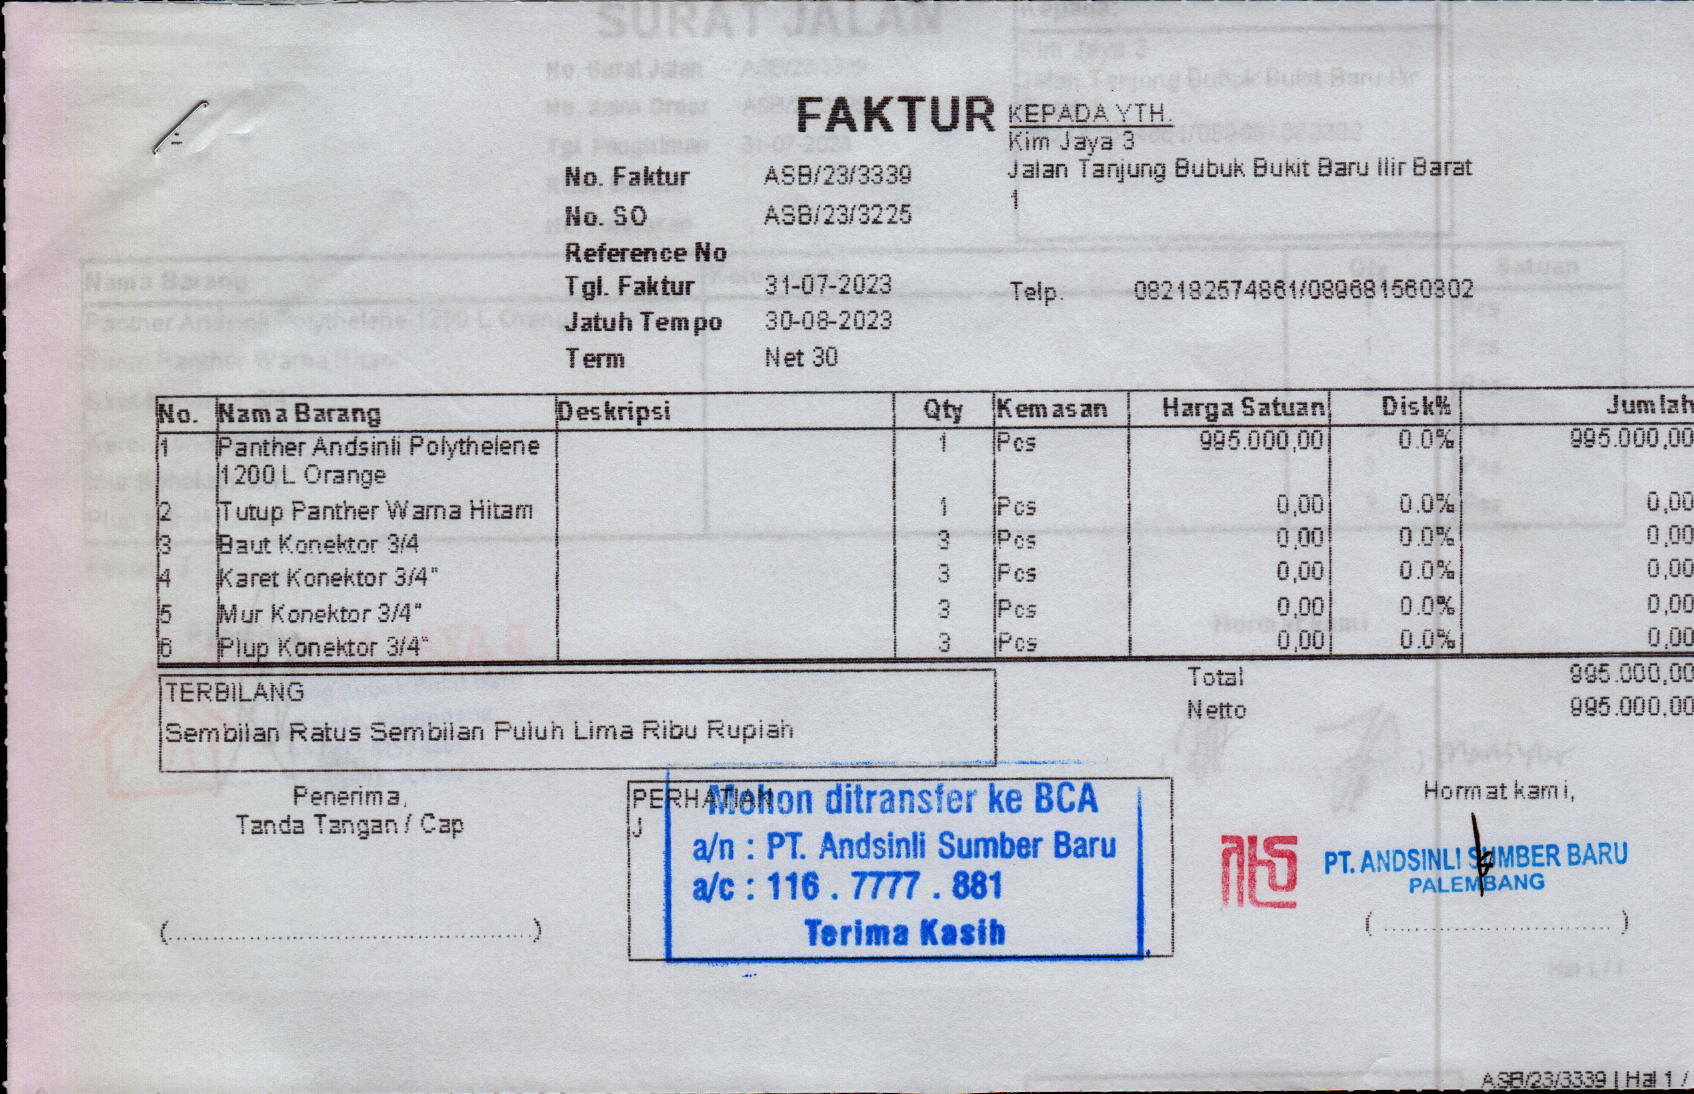 FAKTUR
No. Faktur ASB/23/3339
No. SO ASB/23/3225
Reference No
Tgl. Faktur 31-07-2023
Jatuh Tempo 30-08-2023
Term Net 30
KEPADA YTH.
Kim Jaya 3
Jalan Tanjung Bubuk Bukit Baru Ilir Barat
1
Telp. 082182574861/089681560302
No. Nama Barang Deskripsi Qty Kemasan Harga Satuan Disk% Jumlah
1 Panther Andsinli Polythelene 1 Pcs 995.000,00 0.0% 995.000,00
1200 L Orange
2 Tutup Panther Warna Hitam 1 Pcs 0,00 0.0% 0,00
3 Baut Konektor 3/4 3 Pcs 0,00 0.0% 0,00
4 Karet Konektor 3/4" 3 Pcs 0,00 0.0% 0,00
5 Mur Konektor 3/4" 3 Pcs 0,00 0.0% 0,00
6 Plup Konektor 3/4" 3 Pcs 0,00 0.0% 0,00
Total 995.000,00
Netto 995.000,00
TERBILANG
Sembilan Ratus Sembilan Puluh Lima Ribu Rupiah
Penerima,
Tanda Tangan / Cap
PERHATIAN
J
Mohon ditransfer ke BCA
a/n : PT. Andsinli Sumber Baru
a/c : 116 . 7777 . 881
Terima Kasih
Hormat kami,
PT. ANDSINLI SUMBER BARU
PALEMBANG
ASB/23/3339 | Hal 1 /